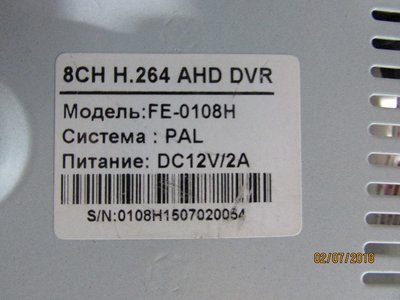 8CH H.264 AHD DVR
Модель:FE-0108H
Система : PAL
Питание: DC12V/2A
S/N:0108H1507020054
02/07/2018